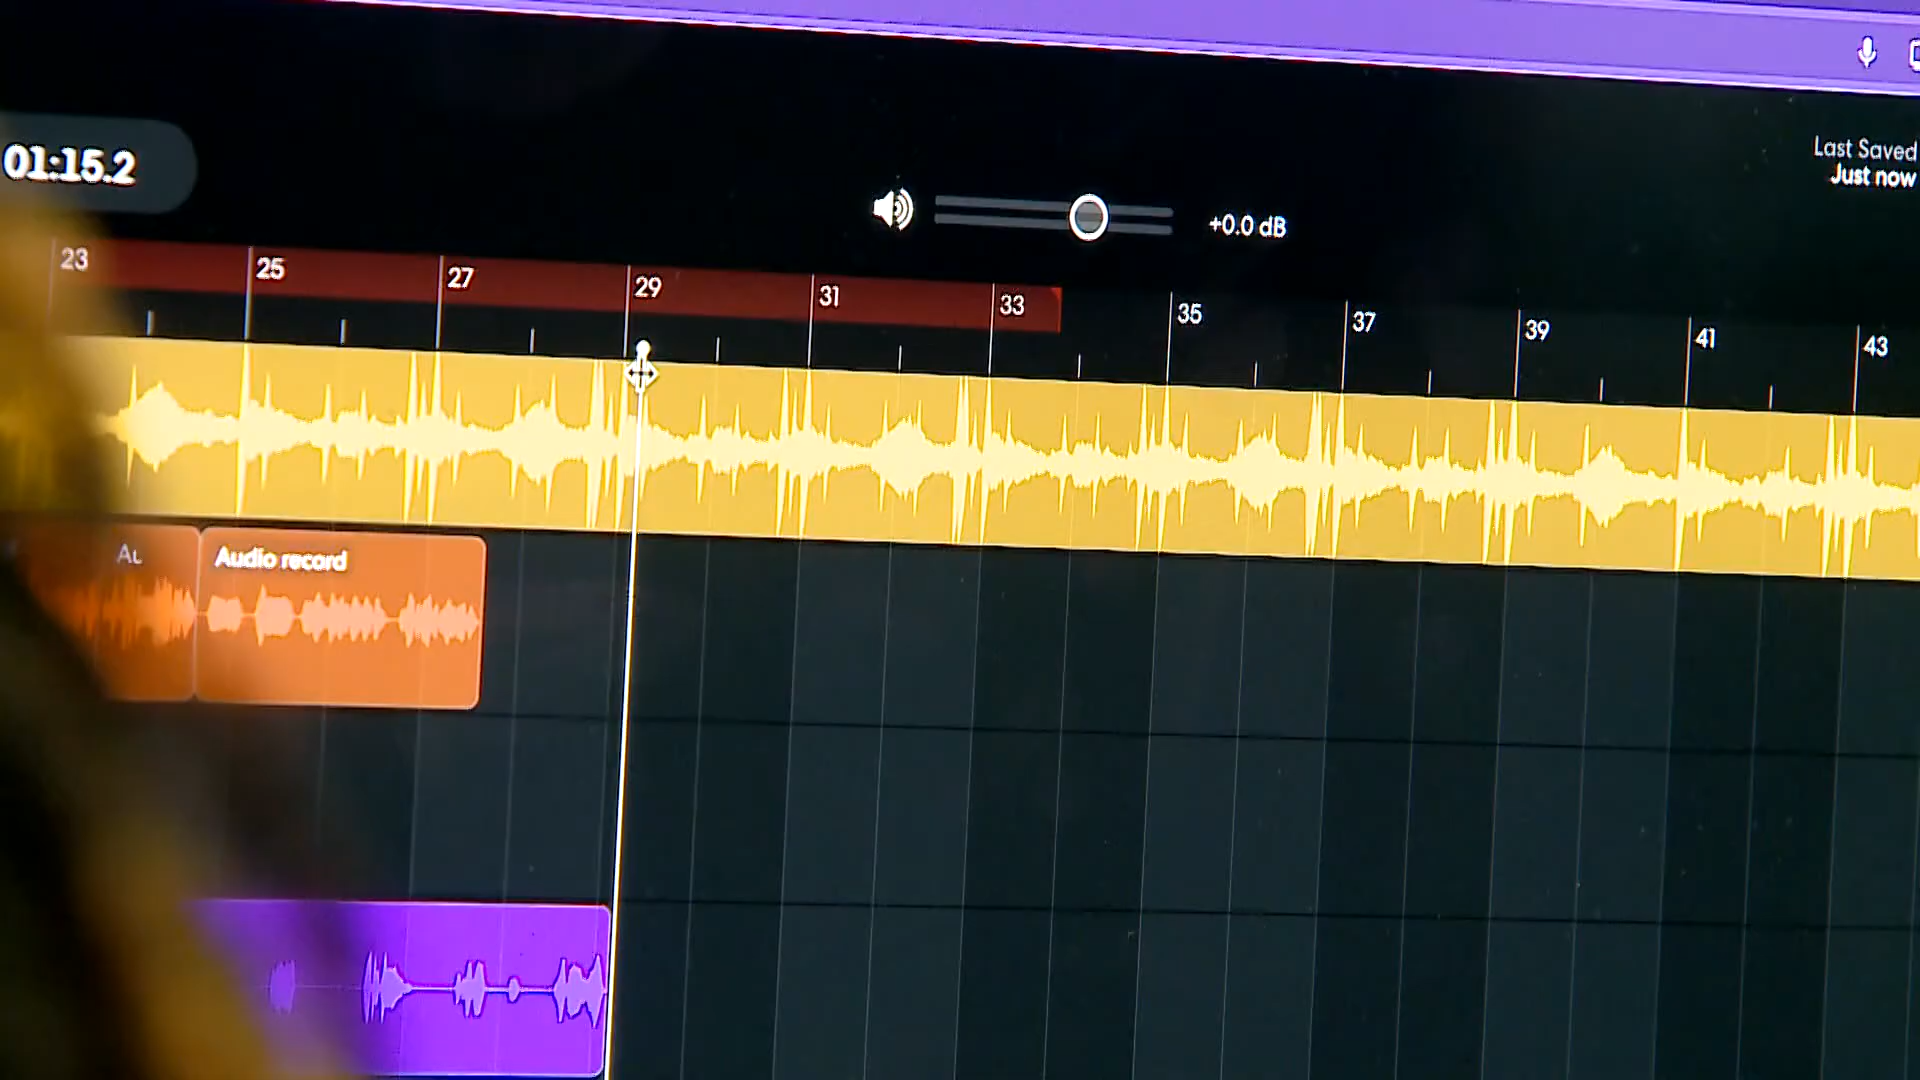 Last Saved
Just now
01:15.2
+0.0 dB
23 25 27 29 31 33 35 37 39 41 43
Audio record